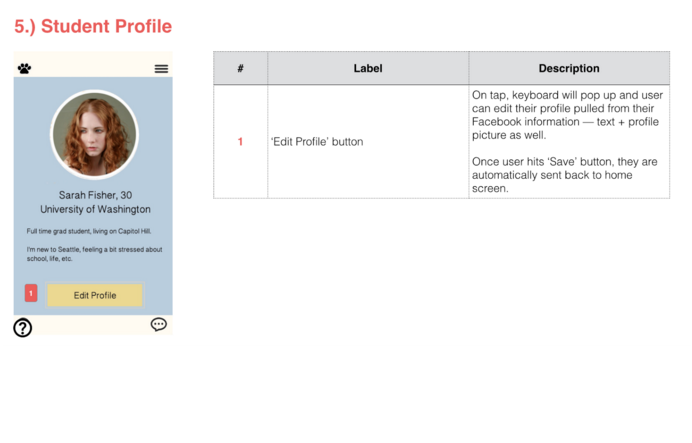 5.) Student Profile
Sarah Fisher, 30
University of Washington
Full time grad student, living on Capitol Hill.
I'm new to Seattle, feeling a bit stressed about
school, life, etc.
1
Edit Profile
?
# Label Description
1 ‘Edit Profile’ button
On tap, keyboard will pop up and user
can edit their profile pulled from their
Facebook information — text + profile
picture as well.
Once user hits ‘Save’ button, they are
automatically sent back to home
screen.